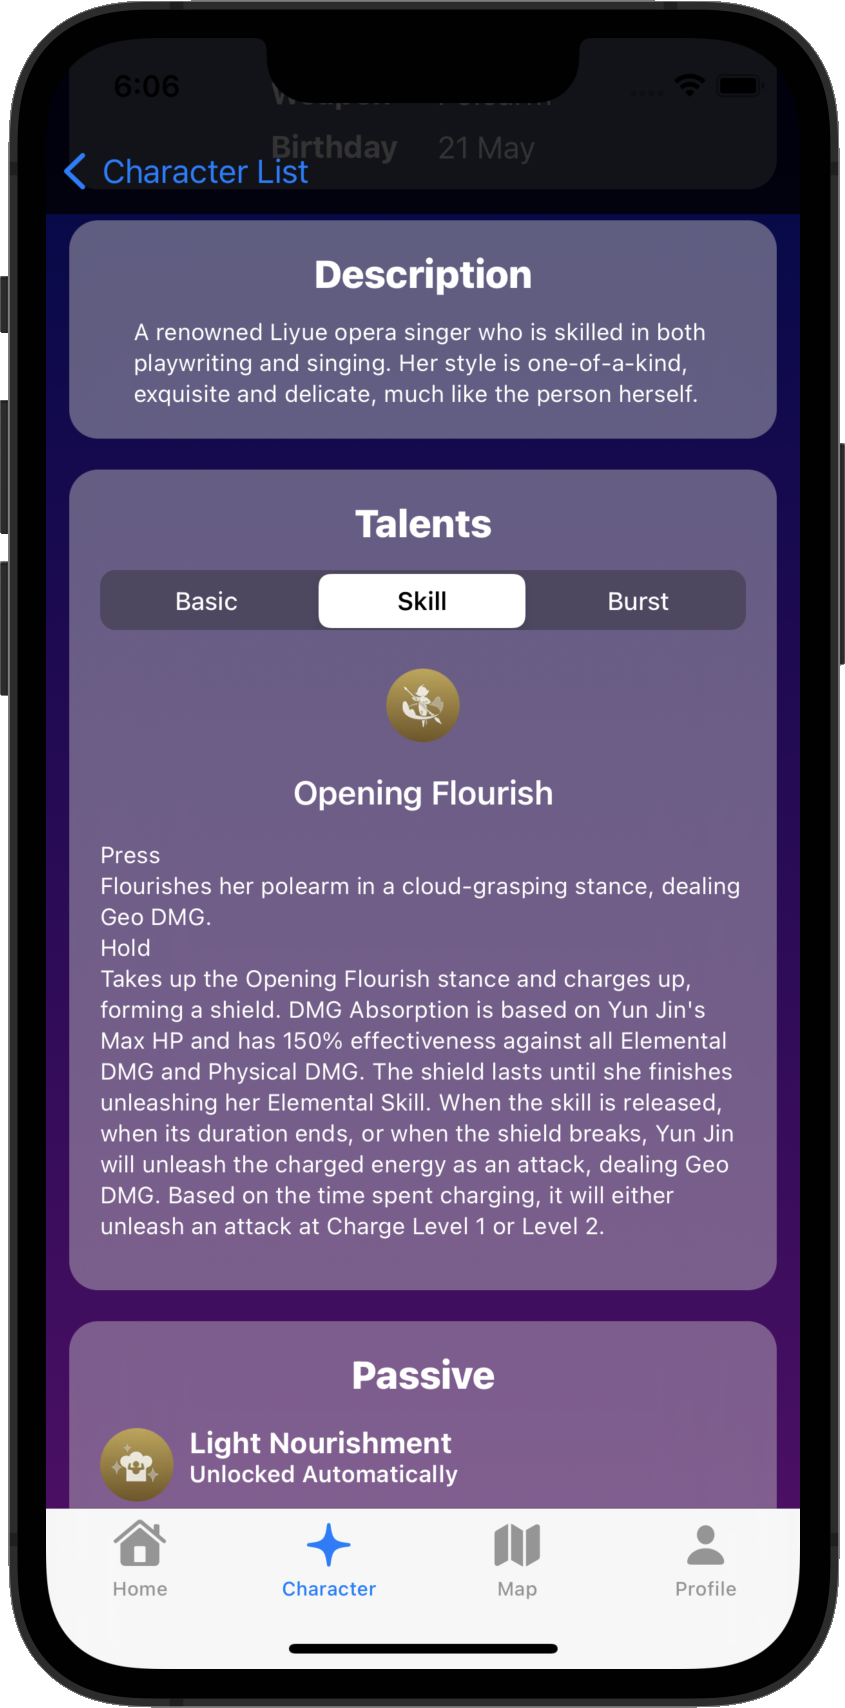 6:06
Weapon Polearm
Birthday 21 May
Character List
Description
A renowned Liyue opera singer who is skilled in both
playwriting and singing. Her style is one-of-a-kind,
exquisite and delicate, much like the person herself.
Talents
Basic Skill Burst
Opening Flourish
Press
Flourishes her polearm in a cloud-grasping stance, dealing
Geo DMG.
Hold
Takes up the Opening Flourish stance and charges up,
forming a shield. DMG Absorption is based on Yun Jin's
Max HP and has 150% effectiveness against all Elemental
DMG and Physical DMG. The shield lasts until she finishes
unleashing her Elemental Skill. When the skill is released,
when its duration ends, or when the shield breaks, Yun Jin
will unleash the charged energy as an attack, dealing Geo
DMG. Based on the time spent charging, it will either
unleash an attack at Charge Level 1 or Level 2.
Passive
Light Nourishment
Unlocked Automatically
Home Character Map Profile